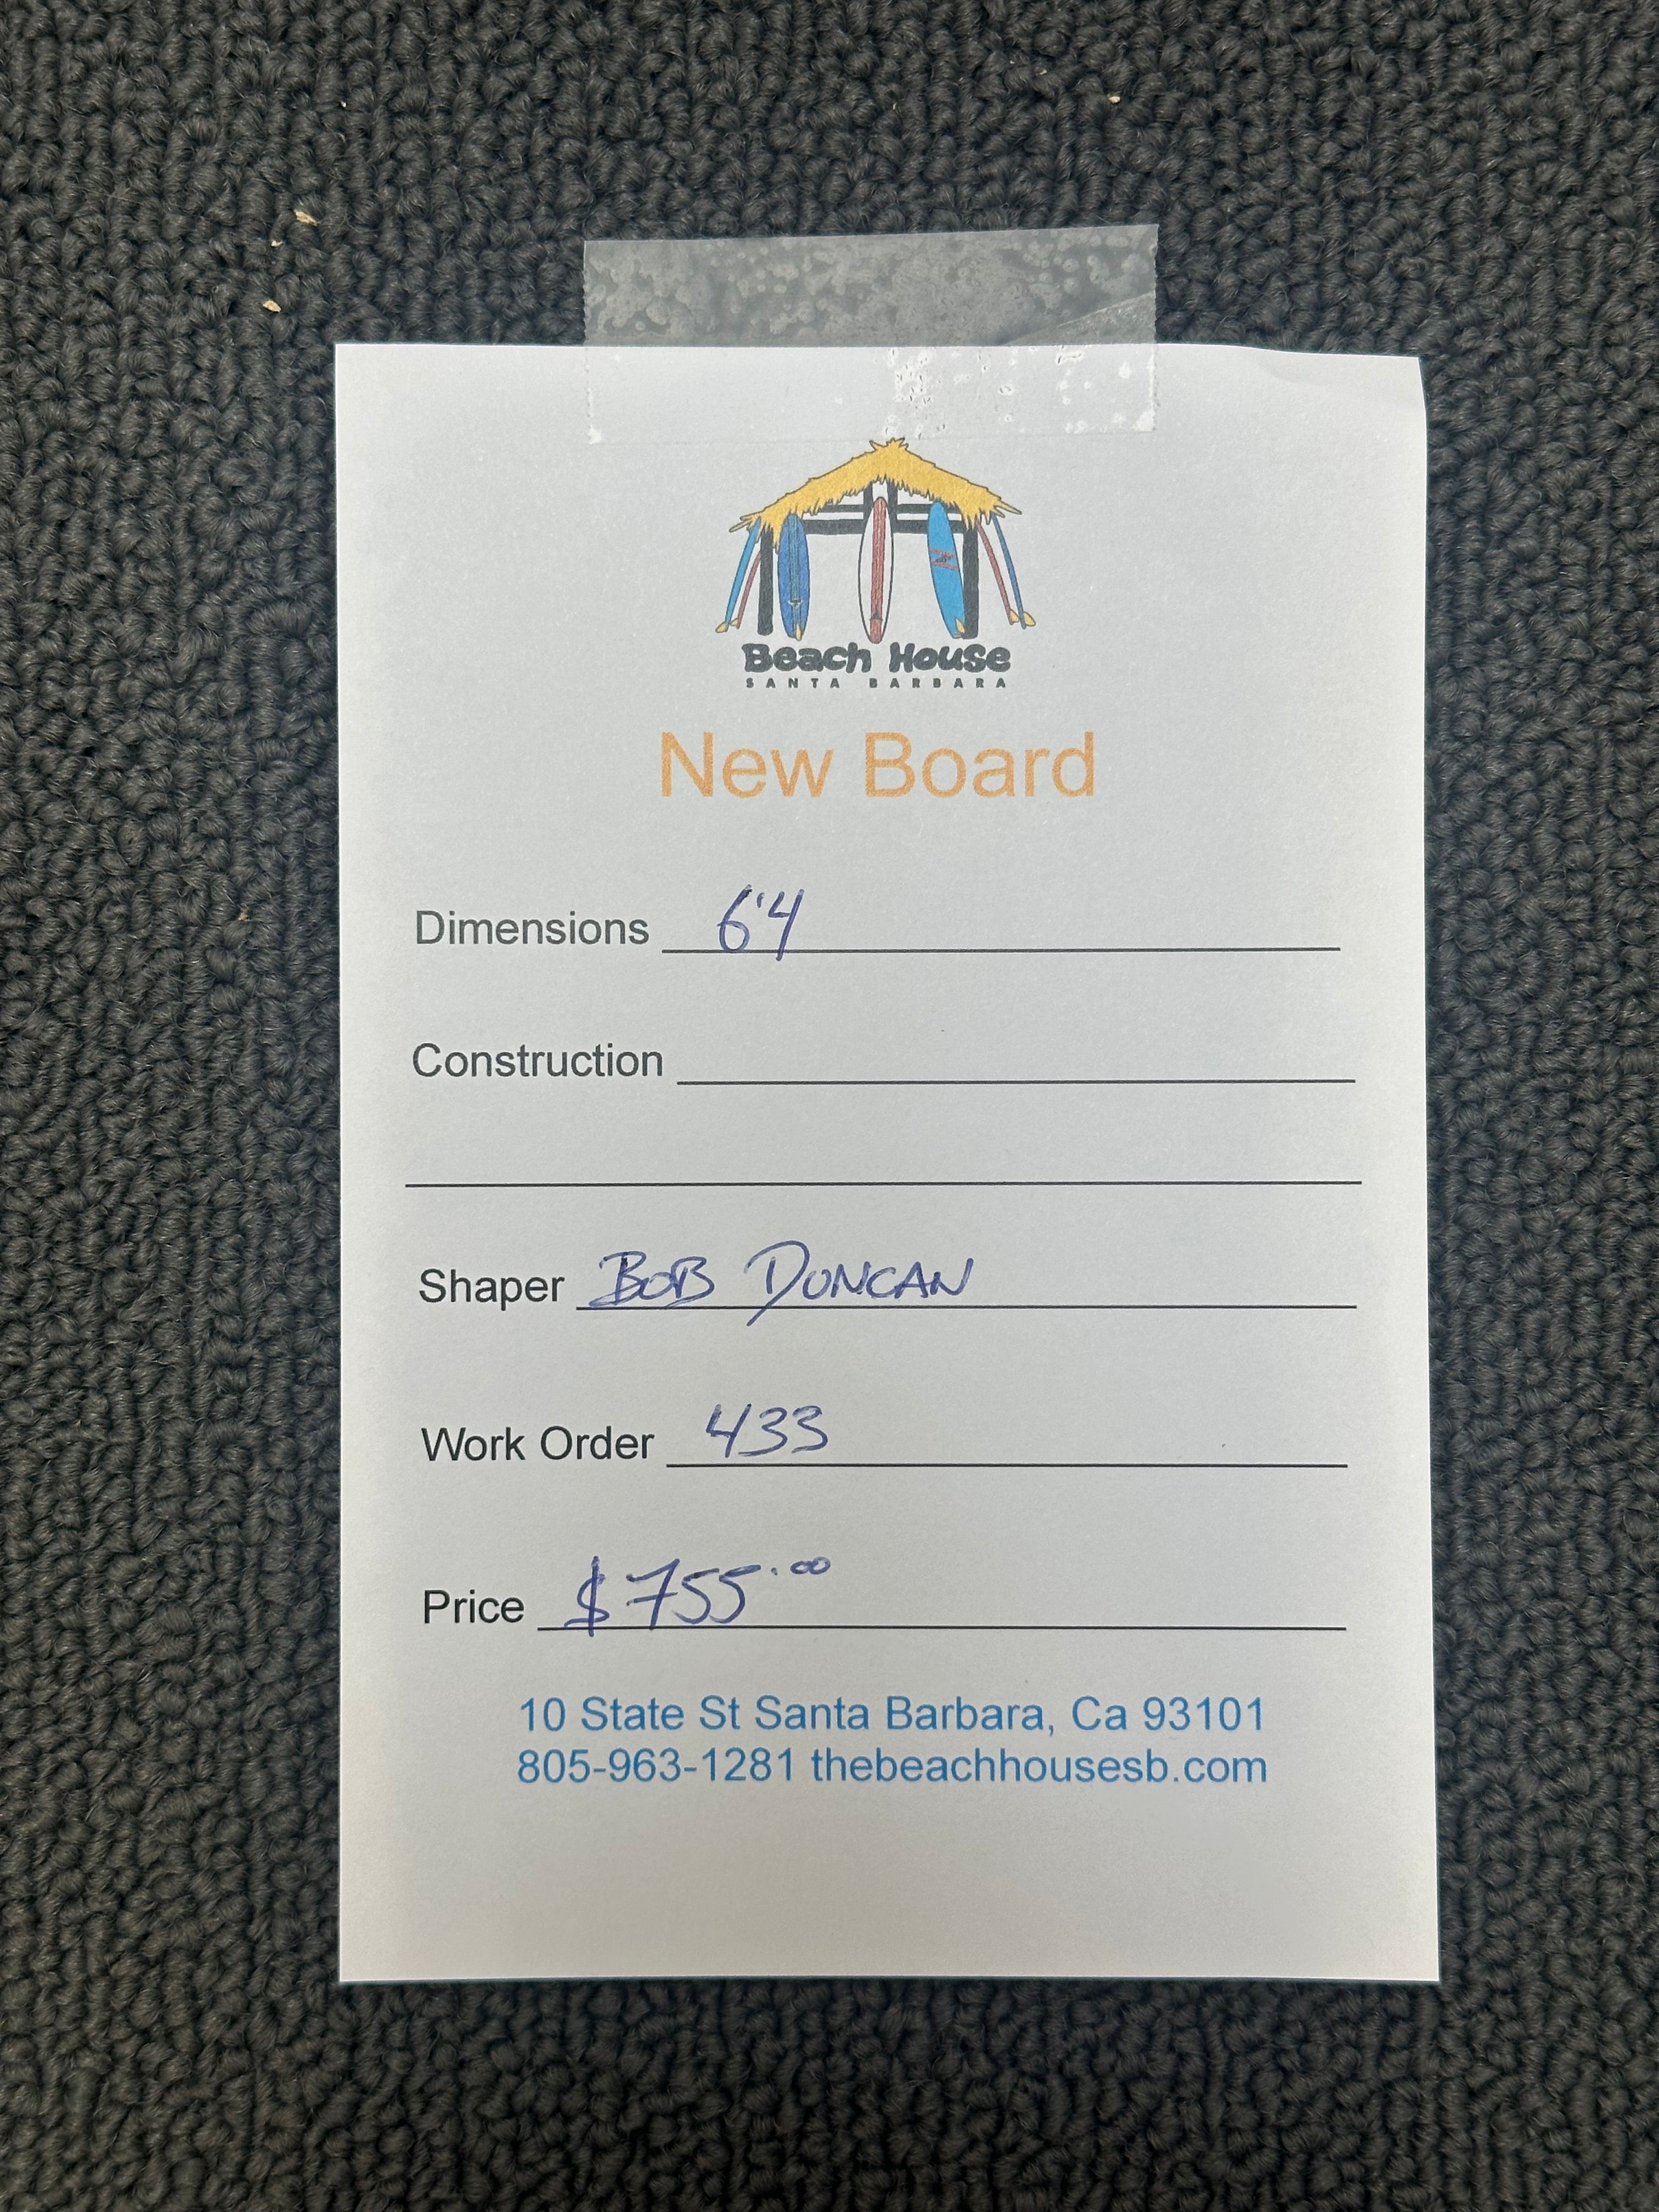 Beach House
SANTA BARBARA
New Board
Dimensions 6'4
Construction
Shaper BOB DUNCAN
Work Order 433
Price $755.00
10 State St Santa Barbara, Ca 93101
805-963-1281 thebeachhousesb.com